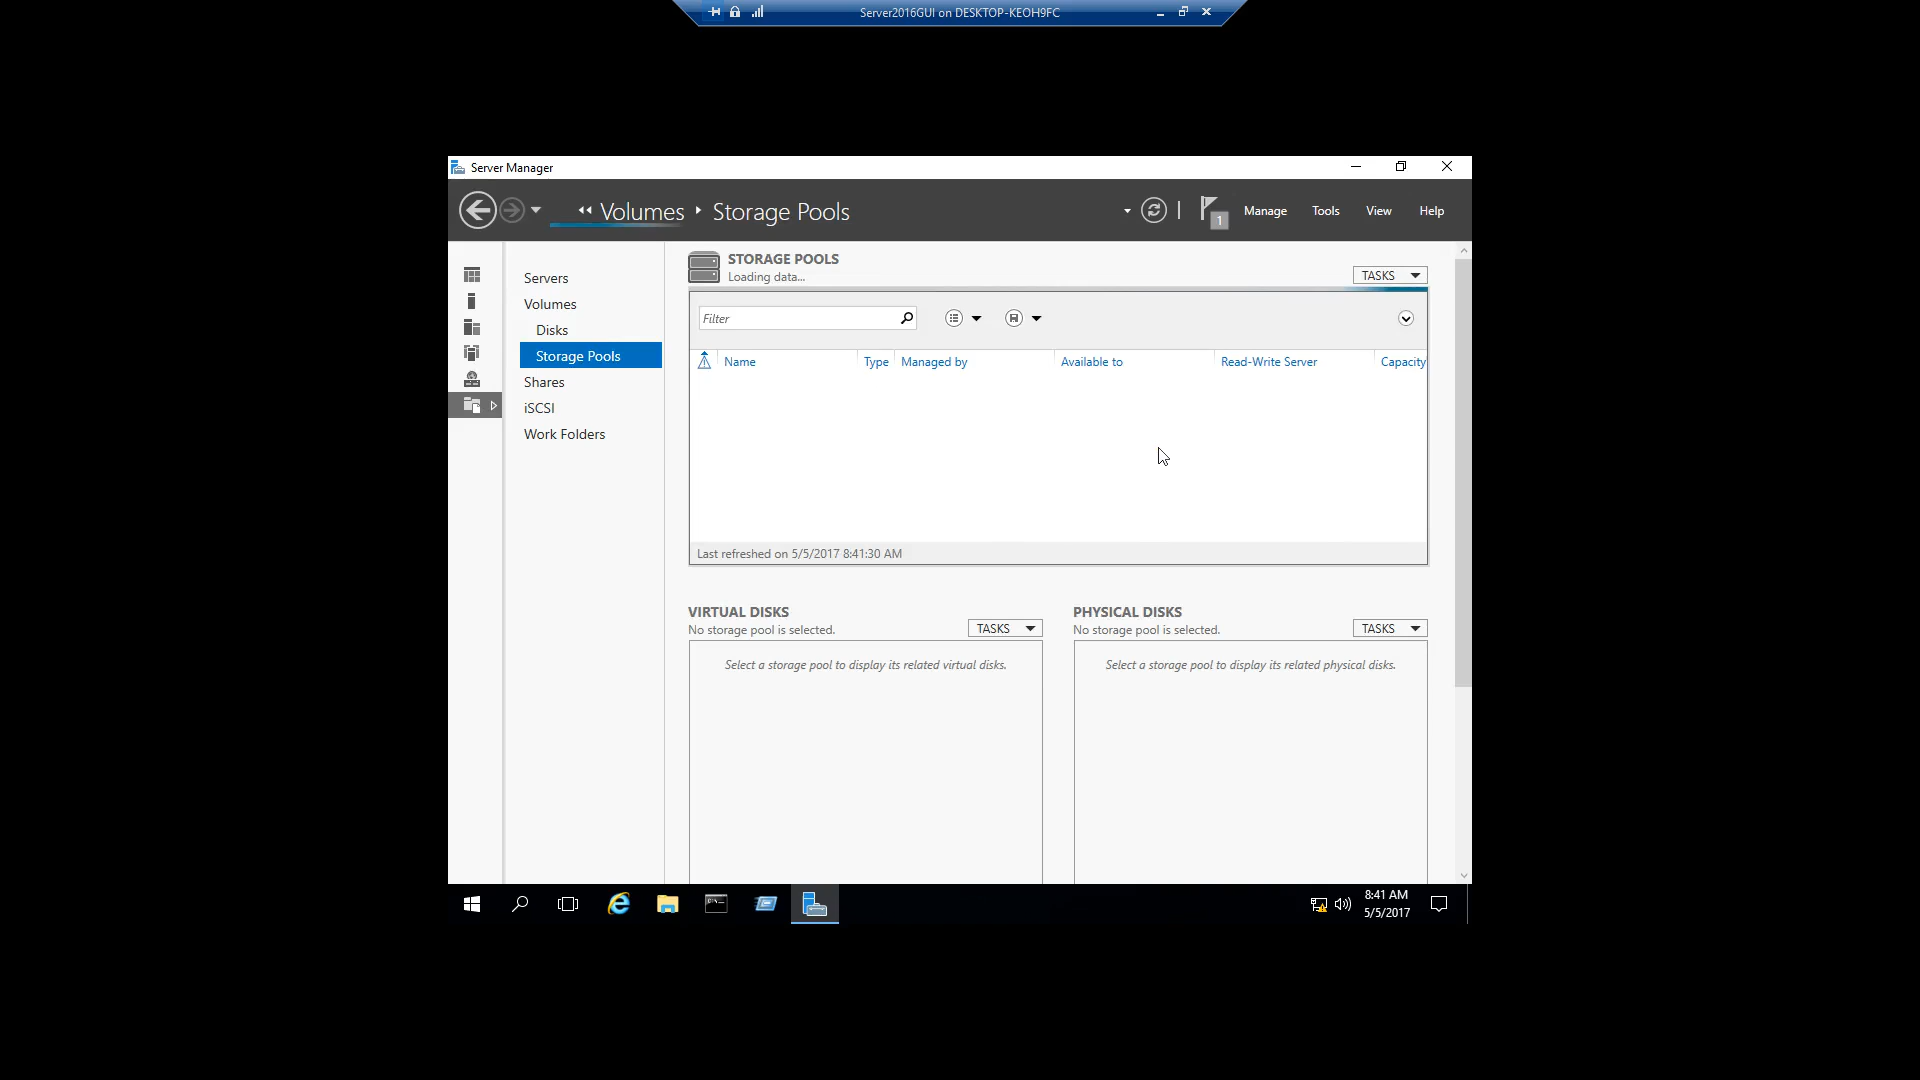 Server2016GUI on DESKTOP-KEOH9FC
Server Manager
Volumes
Storage Pools
1
Manage
Tools
View
Help
Servers
Volumes
Disks
Storage Pools
Shares
iSCSI
Work Folders
STORAGE POOLS
Loading data...
TASKS
Filter
Name
Type
Managed by
Available to
Read-Write Server
Capacity
Last refreshed on 5/5/2017 8:41:30 AM
VIRTUAL DISKS
No storage pool is selected.
TASKS
Select a storage pool to display its related virtual disks.
PHYSICAL DISKS
No storage pool is selected.
TASKS
Select a storage pool to display its related physical disks.
8:41 AM
5/5/2017